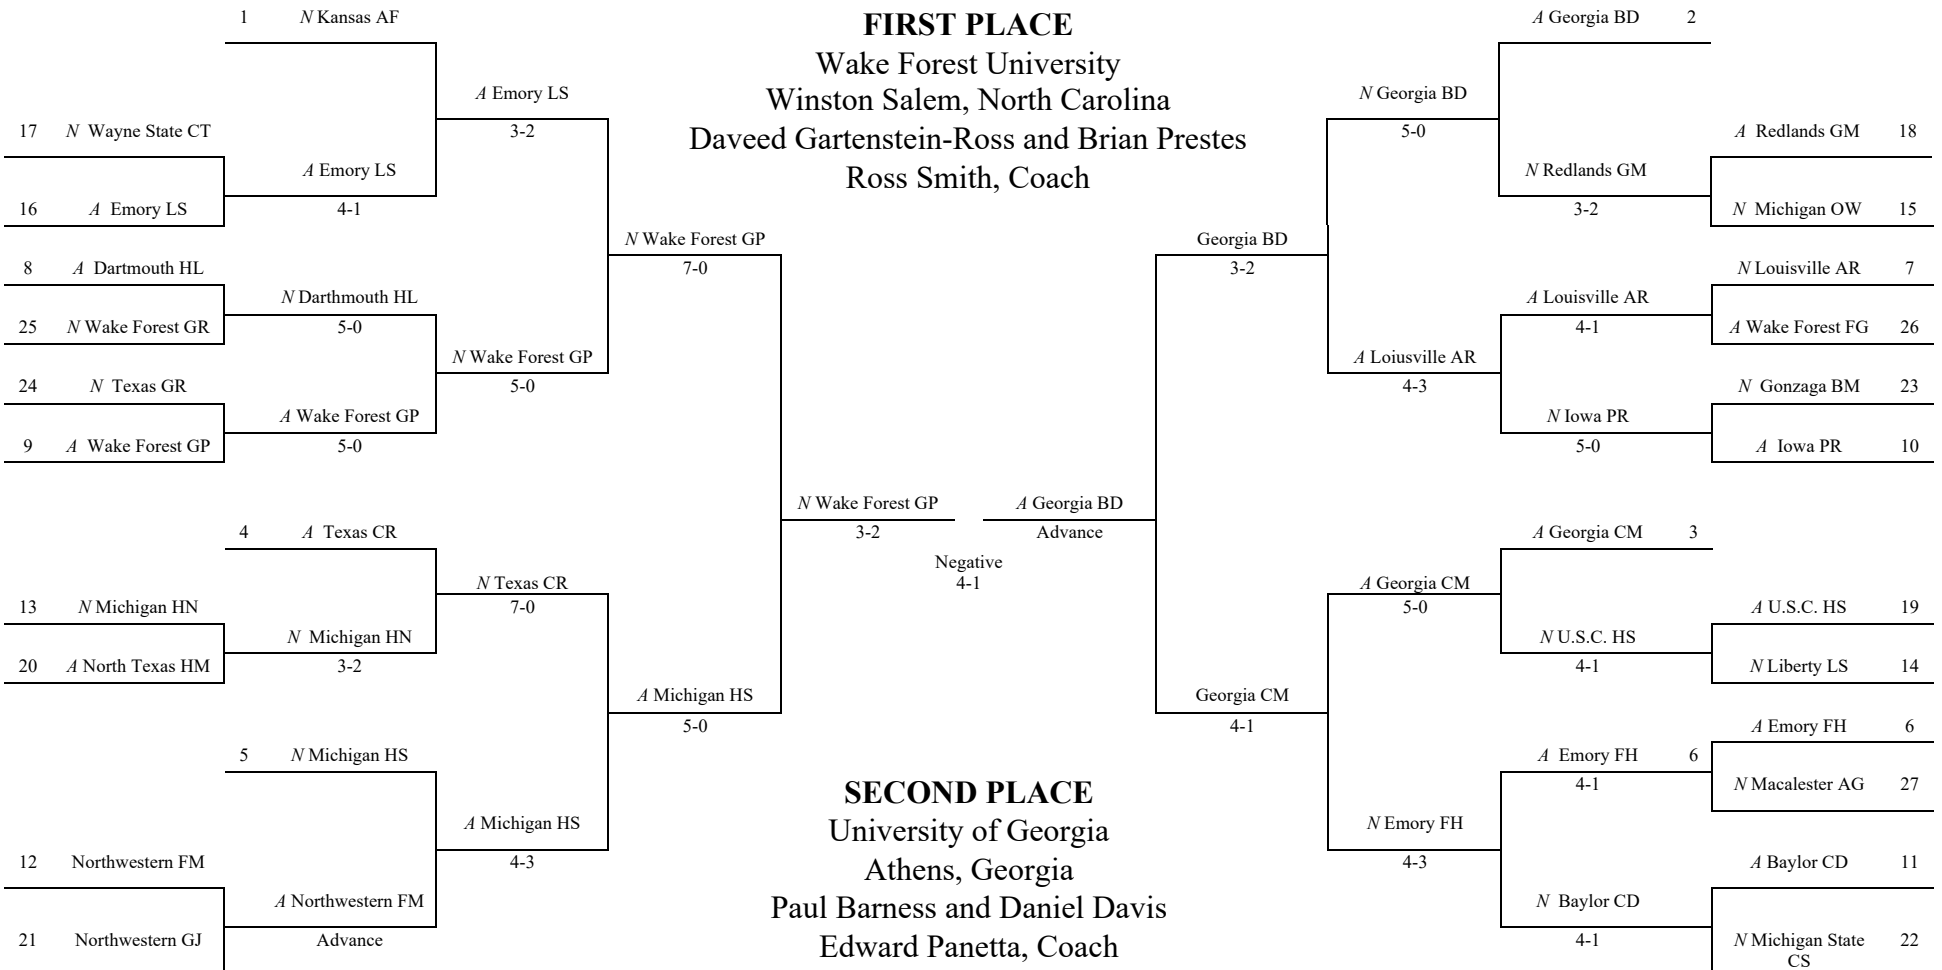 1 N Kansas AF
FIRST PLACE
A Georgia BD 2
Wake Forest University
A Emory LS
3-2
Winston Salem, North Carolina
N Georgia BD
5-0
17 N Wayne State CT
Daveed Gartenstein-Ross and Brian Prestes
A Redlands GM 18
A Emory LS
4-1
Ross Smith, Coach
N Redlands GM
3-2
16 A Emory LS
N Michigan OW 15
N Wake Forest GP
7-0
Georgia BD
3-2
8 A Dartmouth HL
N Louisville AR 7
N Darthmouth HL
5-0
A Louisville AR
4-1
25 N Wake Forest GR
A Wake Forest FG 26
N Wake Forest GP
5-0
A Loiusville AR
4-3
24 N Texas GR
N Gonzaga BM 23
A Wake Forest GP
5-0
N Iowa PR
5-0
9 A Wake Forest GP
A Iowa PR 10
N Wake Forest GP
3-2
A Georgia BD
Advance
4 A Texas CR
A Georgia CM 3
Negative
4-1
N Texas CR
7-0
A Georgia CM
5-0
13 N Michigan HN
A U.S.C. HS 19
N Michigan HN
3-2
N U.S.C. HS
4-1
20 A North Texas HM
N Liberty LS 14
A Michigan HS
5-0
Georgia CM
4-1
A Emory FH 6
5 N Michigan HS
A Emory FH 6
4-1
SECOND PLACE
N Macalester AG 27
University of Georgia
A Michigan HS
4-3
N Emory FH
4-3
12 Northwestern FM
Athens, Georgia
A Baylor CD 11
A Northwestern FM
Advance
Paul Barness and Daniel Davis
N Baylor CD
4-1
21 Northwestern GJ
Edward Panetta, Coach
N Michigan State 22
CS